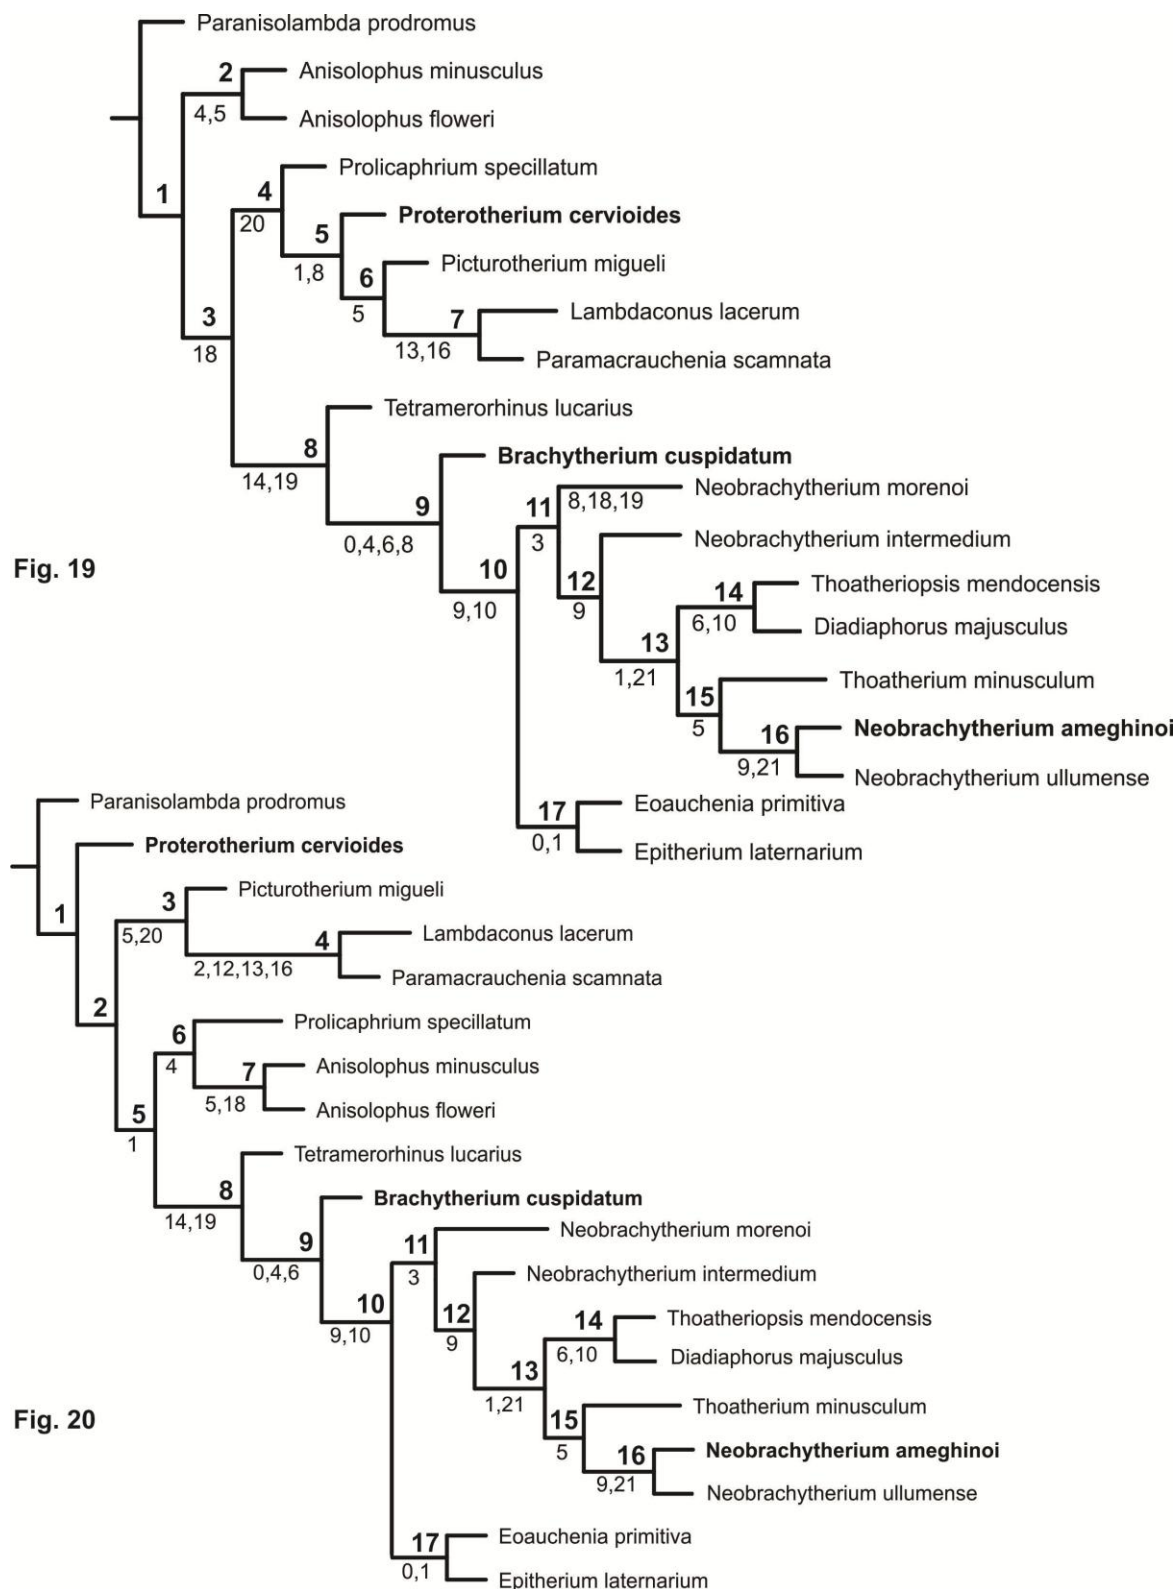 Paranisolambda prodromus
2
Anisolophus minusculus
4,5
Anisolophus floweri
Prolicaphrium specillatum
1
4
20
Proterotherium cervioides
5
1,8
Picturotherium migueli
6
5
Lambdaconus lacerum
3
7
18
13,16
Paramacrauchenia scamnata
Tetramerorhinus lucarius
8
Brachytherium cuspidatum
14,19
Neobrachytherium morenoi
9
11
8,18,19
0,4,6,8
3
Neobrachytherium intermedium
Fig. 19
10
12
Thoatheriopsis mendocensis
9,10
9
14
6,10
Diadiaphorus majusculus
13
1,21
Thoatherium minusculum
15
5
Neobrachytherium ameghinoi
16
9,21
Neobrachytherium ullumense
Eoauchenia primitiva
17
0,1
Epitherium laternarium
Paranisolambda prodromus
Proterotherium cervioides
Picturotherium migueli
1
3
5,20
Lambdaconus lacerum
4
2,12,13,16
Paramacrauchenia scamnata
2
Prolicaphrium specillatum
6
4
Anisolophus minusculus
7
5,18
Anisolophus floweri
5
1
Tetramerorhinus lucarius
8
14,19
Brachytherium cuspidatum
9
0,4,6
Neobrachytherium morenoi
11
3
Neobrachytherium intermedium
10
12
9,10
9
Thoatheriopsis mendocensis
14
6,10
Diadiaphorus majusculus
13
1,21
Thoatherium minusculum
Fig. 20
15
5
Neobrachytherium ameghinoi
16
9,21
Neobrachytherium ullumense
Eoauchenia primitiva
17
0,1
Epitherium laternarium